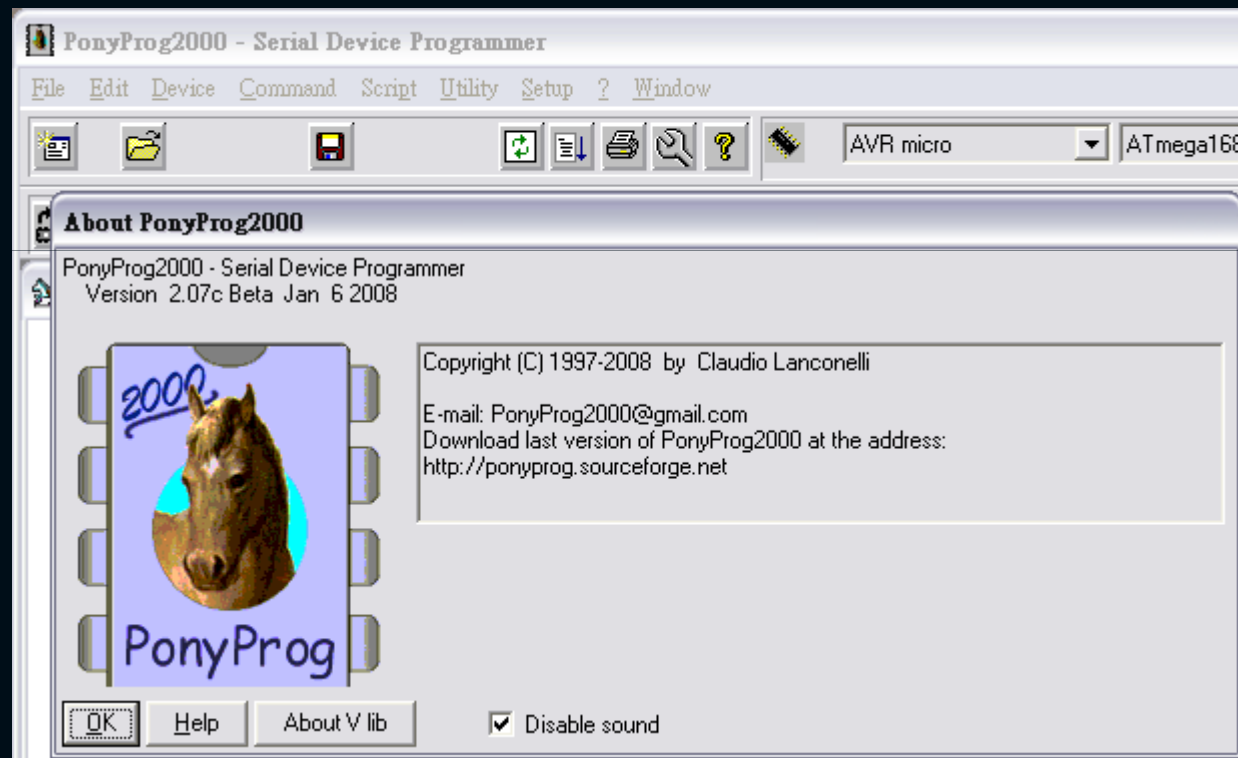 PonyProg2000 - Serial Device Programmer
File Edit Device Command Script Utility Setup ? Window
AVR micro ATmega168
About PonyProg2000
PonyProg2000 - Serial Device Programmer
Version 2.07c Beta Jan 6 2008
Copyright (C) 1997-2008 by Claudio Lanconelli
E-mail: PonyProg2000@gmail.com
Download last version of PonyProg2000 at the address:
http://ponyprog.sourceforge.net
2000
PonyProg
OK Help About V lib Disable sound